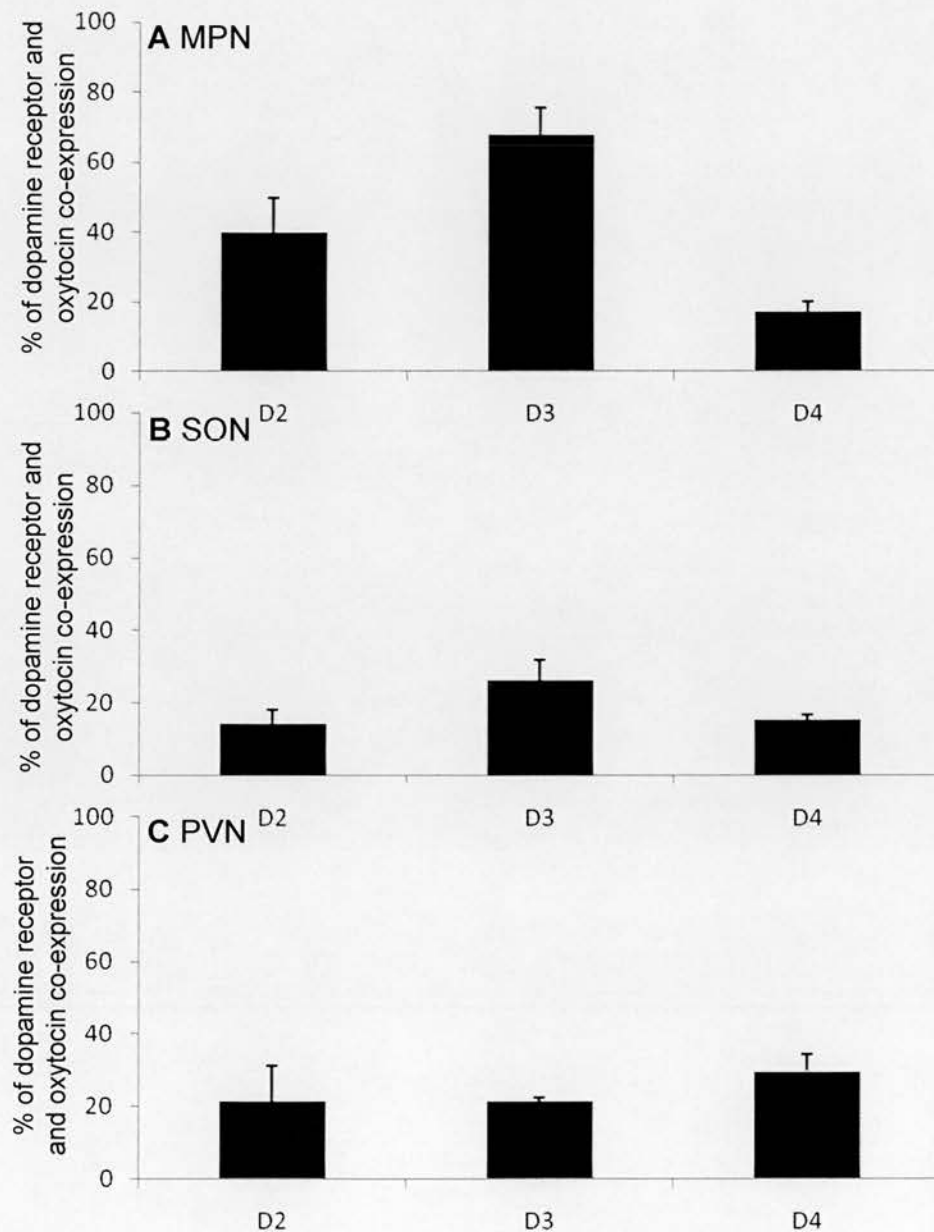 % of dopamine receptor and
oxytocin co-expression
100
80
60
40
20
0
A MPN
D2
D3
D4
% of dopamine receptor and
oxytocin co-expression
100
80
60
40
20
0
B SON
D2
D3
D4
% of dopamine receptor
and oxytocin co-expression
100
80
60
40
20
0
C PVN
D2
D3
D4